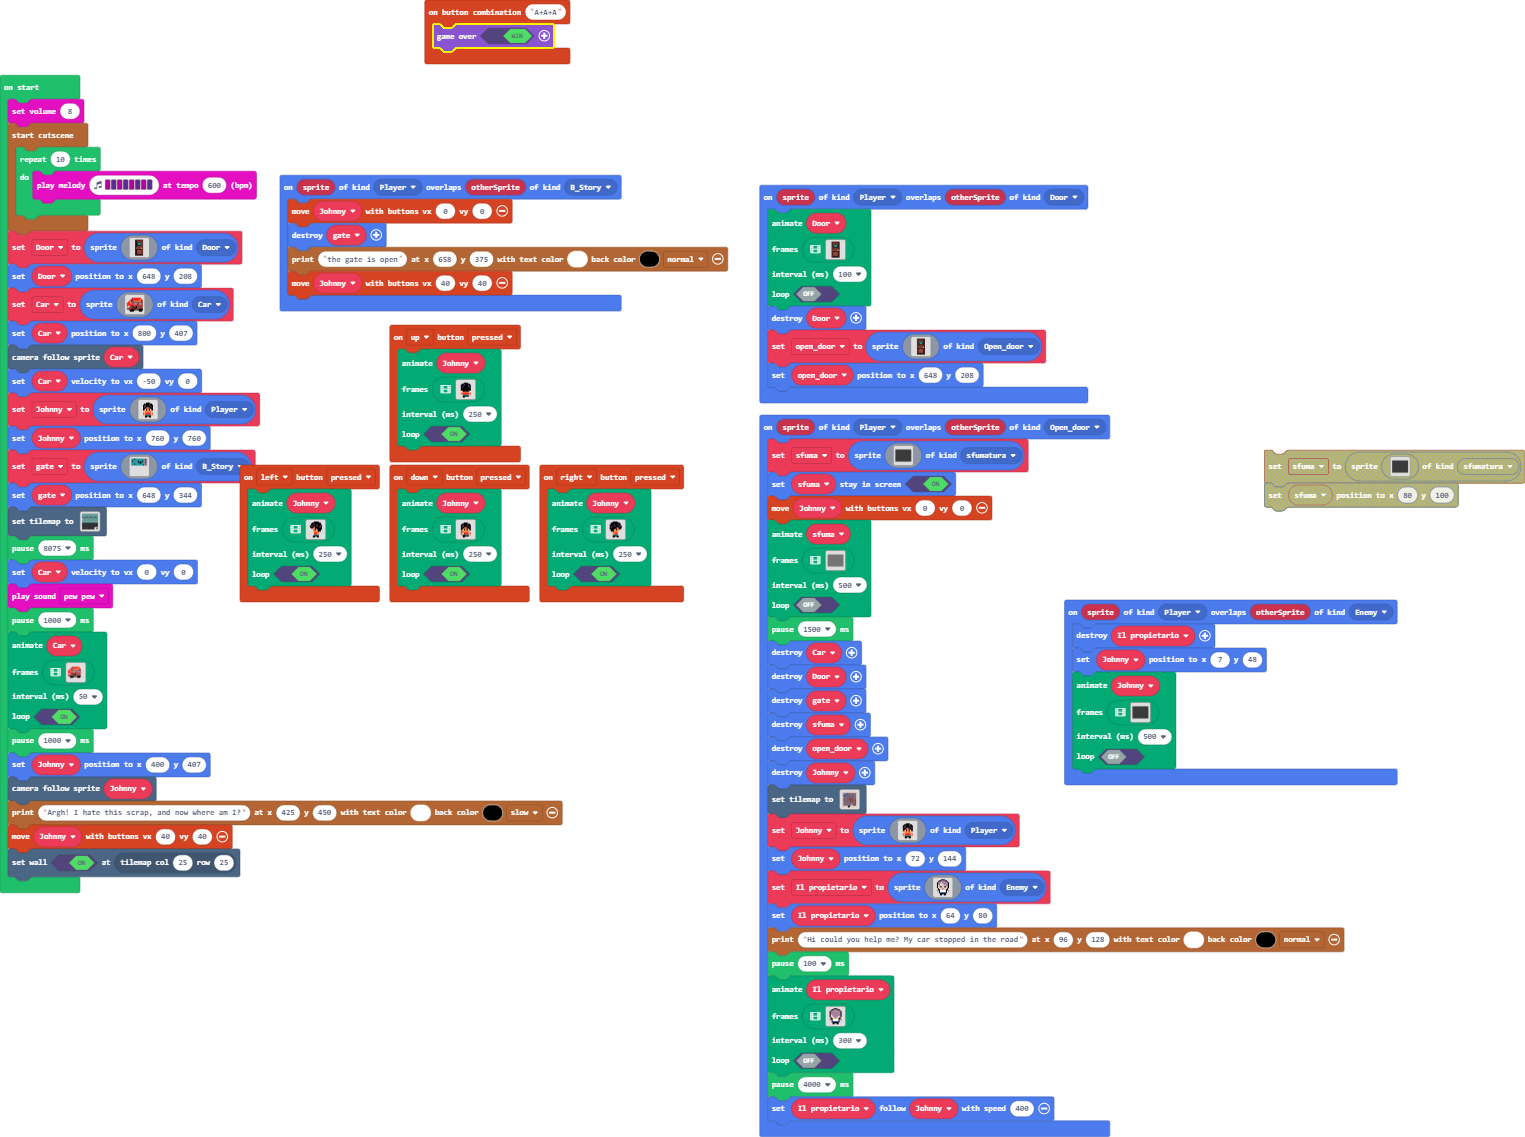 on button combination "A+A+A"
game over WIN
on start
set volume 8
start cutscene
repeat 10 times
do
play melody at tempo 600 (bpm)
set Door to sprite of kind Door
set Door position to x 648 y 208
set Car to sprite of kind Car
set Car position to x 800 y 407
camera follow sprite Car
set Car velocity to vx -50 vy 0
set Johnny to sprite of kind Player
set Johnny position to x 760 y 760
set gate to sprite of kind B_Story
set gate position to x 648 y 344
set tilemap to
pause 8075 ms
set Car velocity to vx 0 vy 0
play sound pew pew
pause 1000 ms
animate Car
frames
interval (ms) 50
loop ON
pause 1000 ms
set Johnny position to x 400 y 407
camera follow sprite Johnny
print "Argh! I hate this scrap, and now where am I?" at x 425 y 450 with text color back color slow
move Johnny with buttons vx 40 vy 40
set wall ON at tilemap col 25 row 25
on sprite of kind Player overlaps otherSprite of kind B_Story
move Johnny with buttons vx 0 vy 0
destroy gate
print "the gate is open" at x 658 y 375 with text color back color normal
move Johnny with buttons vx 40 vy 40
on up button pressed
animate Johnny
frames
interval (ms) 250
loop ON
on left button pressed
animate Johnny
frames
interval (ms) 250
loop ON
on down button pressed
animate Johnny
frames
interval (ms) 250
loop ON
on right button pressed
animate Johnny
frames
interval (ms) 250
loop ON
on sprite of kind Player overlaps otherSprite of kind Door
animate Door
frames
interval (ms) 100
loop OFF
destroy Door
set open_door to sprite of kind Open_door
set open_door position to x 648 y 208
on sprite of kind Player overlaps otherSprite of kind Open_door
set sfuma to sprite of kind sfumatura
set sfuma stay in screen ON
move Johnny with buttons vx 0 vy 0
animate sfuma
frames
interval (ms) 500
loop OFF
pause 1500 ms
destroy Car
destroy Door
destroy gate
destroy sfuma
destroy open_door
destroy Johnny
set tilemap to
set Johnny to sprite of kind Player
set Johnny position to x 72 y 144
set Il propietario to sprite of kind Enemy
set Il propietario position to x 64 y 80
print "Hi could you help me? My car stopped in the road" at x 96 y 128 with text color back color normal
pause 100 ms
animate Il propietario
frames
interval (ms) 300
loop OFF
pause 4000 ms
set Il propietario follow Johnny with speed 400
set sfuma to sprite of kind sfumatura
set sfuma position to x 80 y 100
on sprite of kind Player overlaps otherSprite of kind Enemy
destroy Il propietario
set Johnny position to x 7 y 48
animate Johnny
frames
interval (ms) 500
loop OFF